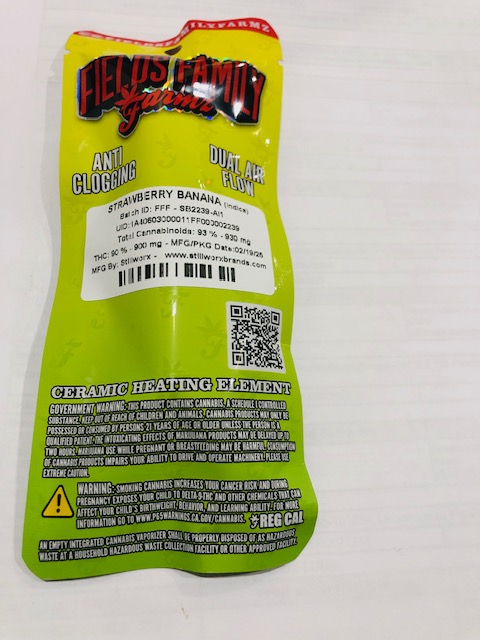 FIELDSFAMILYFARMZ
FIELDS FAMILY
Farmz
ANTI
CLOGGING
DUAL AIR
FLOW
STRAWBERRY BANANA (Indica)
Batch ID: FFF - SB2239-AI1
UID: 1A40603000011FF000002239
Total Cannabinoids: 93 % - 930 mg
THC: 90 % - 900 mg - MFG/PKG Date:02/19/25
MFG By: Stillworx - www.stillworxbrands.com
CERAMIC HEATING ELEMENT
GOVERNMENT WARNING: THIS PRODUCT CONTAINS CANNABIS, A SCHEDULE I CONTROLLED
SUBSTANCE. KEEP OUT OF REACH OF CHILDREN AND ANIMALS. CANNABIS PRODUCTS MAY ONLY BE
POSSESSED OR CONSUMED BY PERSONS 21 YEARS OF AGE OR OLDER UNLESS THE PERSON IS A
QUALIFIED PATIENT. THE INTOXICATING EFFECTS OF MARIJUANA PRODUCTS MAY BE DELAYED UP TO
TWO HOURS. MARIJUANA USE WHILE PREGNANT OR BREASTFEEDING MAY BE HARMFUL. CONSUMPTION
OF CANNABIS PRODUCTS IMPAIRS YOUR ABILITY TO DRIVE AND OPERATE MACHINERY. PLEASE USE
EXTREME CAUTION.
WARNING: SMOKING CANNABIS INCREASES YOUR CANCER RISK AND DURING
PREGNANCY EXPOSES YOUR CHILD TO DELTA-9-THC AND OTHER CHEMICALS THAT CAN
AFFECT YOUR CHILD'S BIRTHWEIGHT, BEHAVIOR, AND LEARNING ABILITY. FOR MORE
INFORMATION GO TO WWW.P65WARNINGS.CA.GOV/CANNABIS. REG CAL
AN EMPTY INTEGRATED CANNABIS VAPORIZER SHALL BE PROPERLY DISPOSED OF AS HAZARDOUS
WASTE AT A HOUSEHOLD HAZARDOUS WASTE COLLECTION FACILITY OR OTHER APPROVED FACILITY.